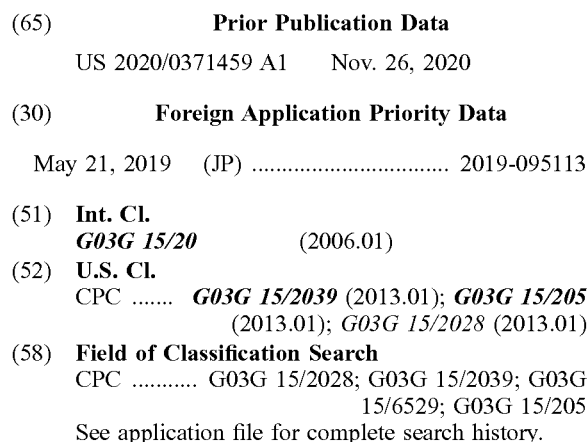 (65) Prior Publication Data
US 2020/0371459 A1 Nov. 26, 2020
(30) Foreign Application Priority Data
May 21, 2019 (JP) ................................. 2019-095113
(51) Int. Cl.
G03G 15/20 (2006.01)
(52) U.S. Cl.
CPC ....... G03G 15/2039 (2013.01); G03G 15/205
(2013.01); G03G 15/2028 (2013.01)
(58) Field of Classification Search
CPC ........... G03G 15/2028; G03G 15/2039; G03G
15/6529; G03G 15/205
See application file for complete search history.